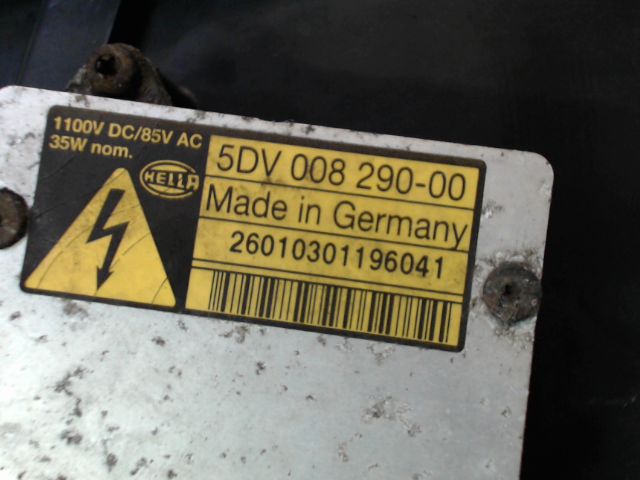 1100V DC/85V AC
35W nom.
HELLA
5DV 008 290-00
Made in Germany
26010301196041